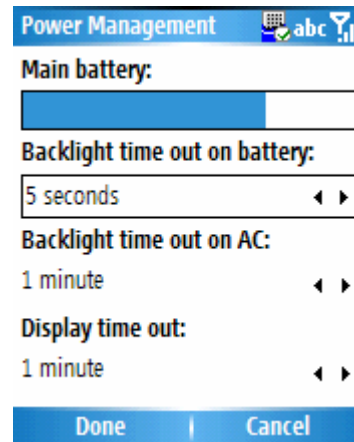 Power Management abc
Main battery:
Backlight time out on battery:
5 seconds
Backlight time out on AC:
1 minute
Display time out:
1 minute
Done Cancel